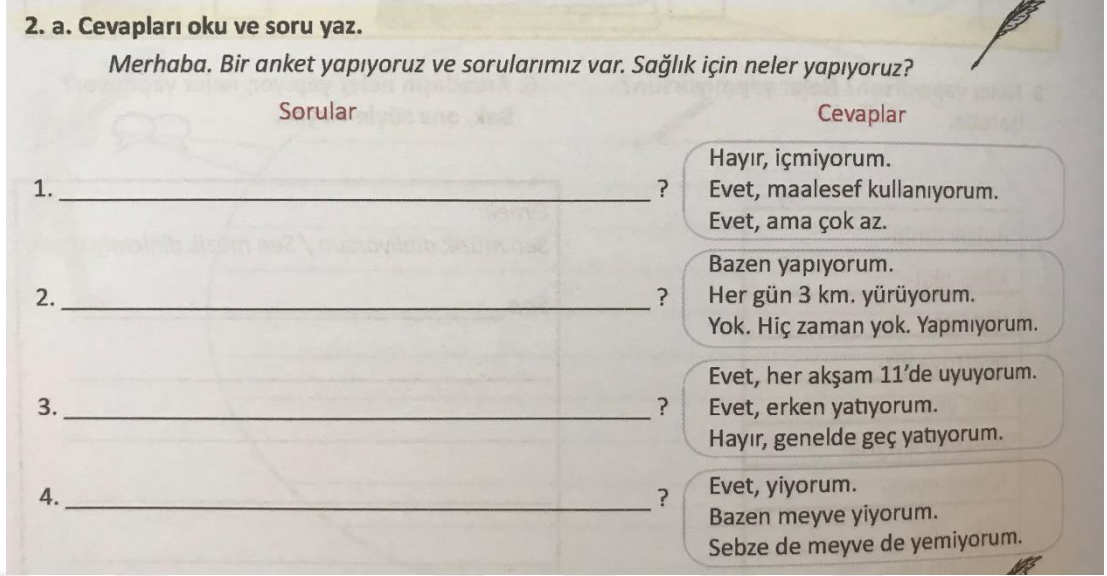 2. a. Cevapları oku ve soru yaz.
Merhaba. Bir anket yapıyoruz ve sorularımız var. Sağlık için neler yapıyoruz?
Sorular
Cevaplar
1. ?
Hayır, içmiyorum.
Evet, maalesef kullanıyorum.
Evet, ama çok az.
2. ?
Bazen yapıyorum.
Her gün 3 km. yürüyorum.
Yok. Hiç zaman yok. Yapmıyorum.
3. ?
Evet, her akşam 11'de uyuyorum.
Evet, erken yatıyorum.
Hayır, genelde geç yatıyorum.
4. ?
Evet, yiyorum.
Bazen meyve yiyorum.
Sebze de meyve de yemiyorum.